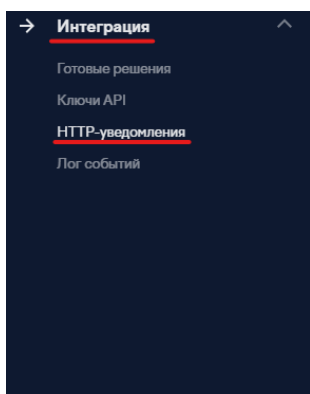 Интеграция
Готовые решения
Ключи API
HTTP-уведомления
Лог событий